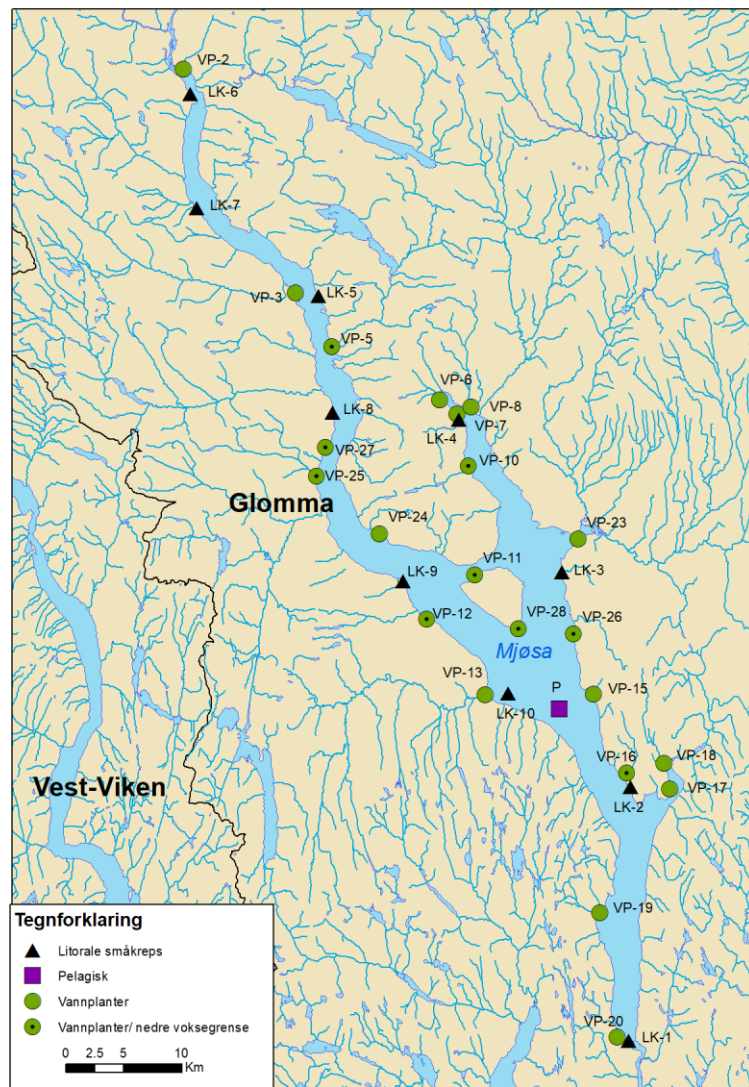 VP-2
LK-6
LK-7
VP-3
LK-5
VP-5
VP-6
VP-8
LK-8
LK-4
VP-7
VP-27
VP-10
VP-25
Glomma
VP-24
VP-23
VP-11
LK-3
LK-9
VP-12
VP-28
VP-26
Mjøsa
VP-13
P
VP-15
LK-10
VP-18
VP-16
Vest-Viken
VP-17
LK-2
VP-19
VP-20
LK-1
Tegnforklaring
Litorale småkreps
Pelagisk
Vannplanter
Vannplanter/ nedre voksegrense
0 2.5 5 10
Km